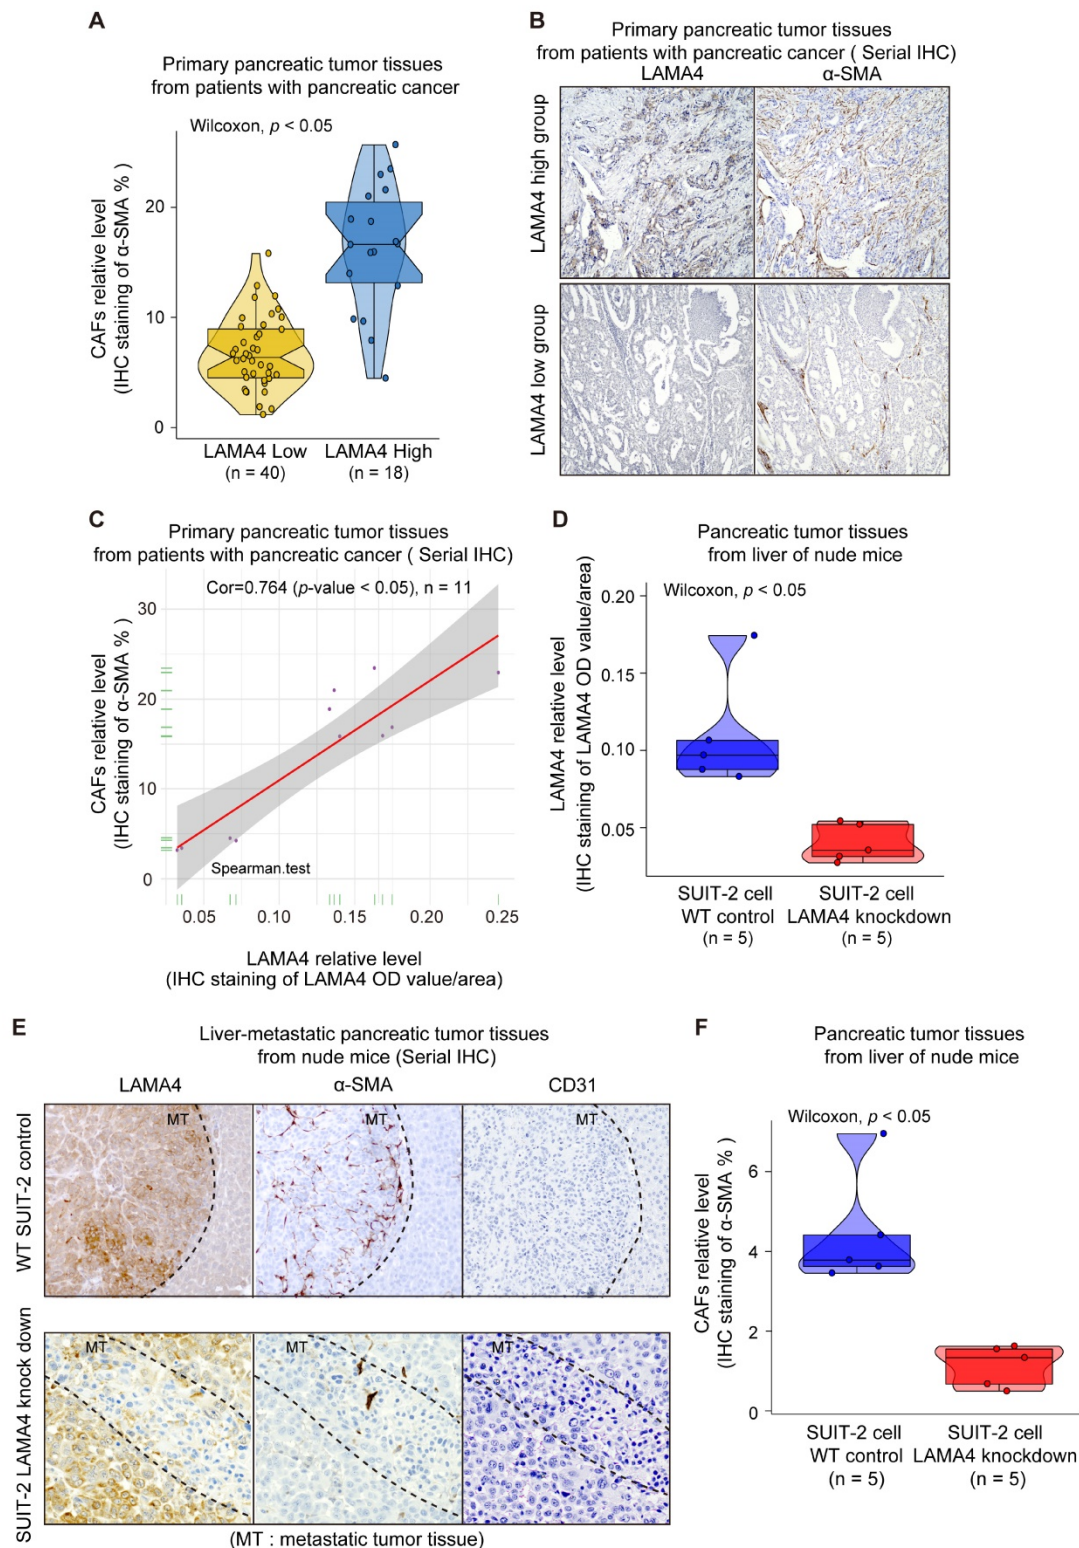 A
Primary pancreatic tumor tissues
from patients with pancreatic cancer
Wilcoxon, p < 0.05
CAFs relative level
(IHC staining of α-SMA %)
20
10
0
LAMA4 Low
(n = 40)
LAMA4 High
(n = 18)
B
Primary pancreatic tumor tissues
from patients with pancreatic cancer ( Serial IHC)
LAMA4
α-SMA
LAMA4 high group
LAMA4 low group
C
Primary pancreatic tumor tissues
from patients with pancreatic cancer ( Serial IHC)
Cor=0.764 (p-value < 0.05), n = 11
CAFs relative level
(IHC staining of α-SMA %)
30
20
10
0
Spearman.test
0.05
0.10
0.15
0.20
0.25
LAMA4 relative level
(IHC staining of LAMA4 OD value/area)
D
Pancreatic tumor tissues
from liver of nude mice
Wilcoxon, p < 0.05
LAMA4 relative level
(IHC staining of LAMA4 OD value/area)
0.20
0.10
0.05
SUIT-2 cell
WT control
(n = 5)
SUIT-2 cell
LAMA4 knockdown
(n = 5)
E
Liver-metastatic pancreatic tumor tissues
from nude mice (Serial IHC)
LAMA4
α-SMA
CD31
WT SUIT-2 control
MT
MT
MT
SUIT-2 LAMA4 knock down
MT
MT
MT
(MT : metastatic tumor tissue)
F
Pancreatic tumor tissues
from liver of nude mice
Wilcoxon, p < 0.05
CAFs relative level
(IHC staining of α-SMA %)
6
4
2
0
SUIT-2 cell
WT control
(n = 5)
SUIT-2 cell
LAMA4 knockdown
(n = 5)